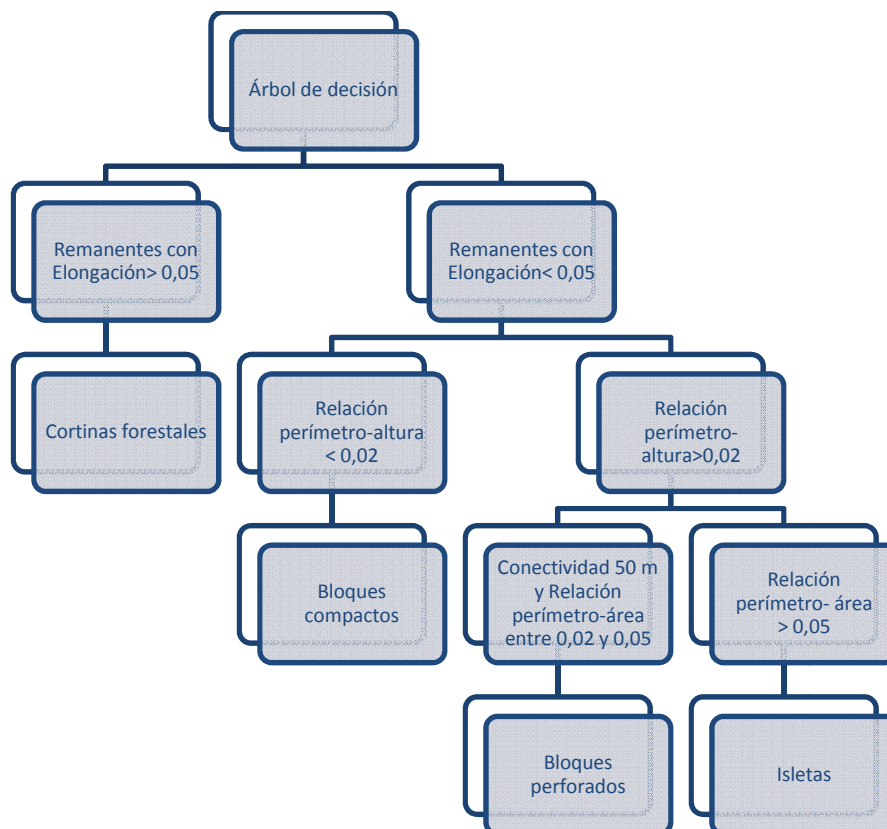 Árbol de decisión
Remanentes con
Elongación> 0,05
Remanentes con
Elongación< 0,05
Cortinas forestales
Relación
perímetro-altura
< 0,02
Relación
perímetro-
altura>0,02
Bloques
compactos
Conectividad 50 m
y Relación
perímetro-área
entre 0,02 y 0,05
Relación
perímetro- área
> 0,05
Bloques
perforados
Isletas